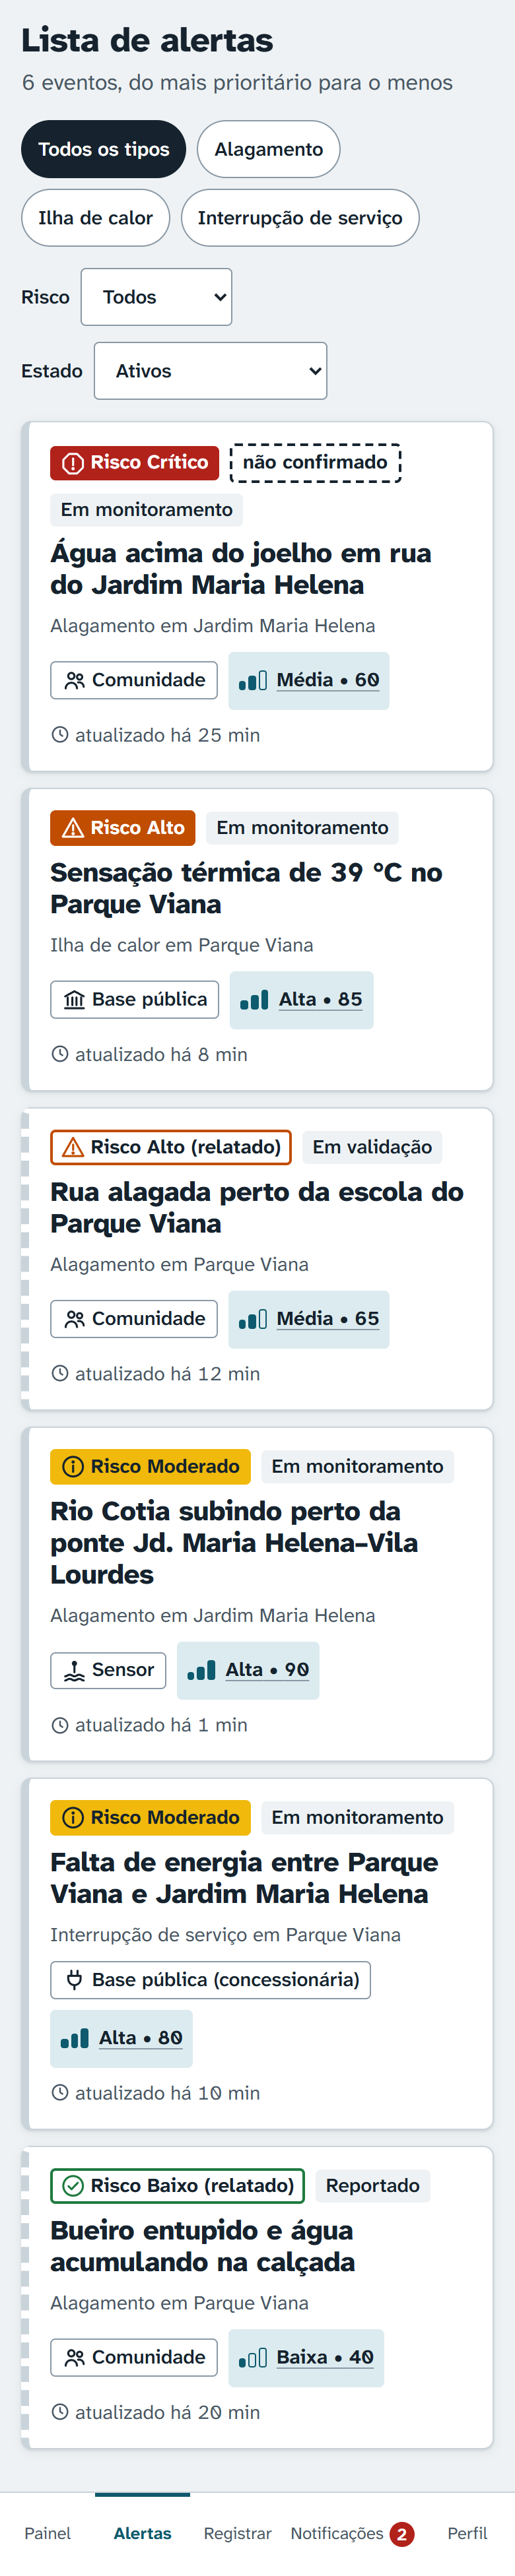 Lista de alertas
6 eventos, do mais prioritário para o menos
Todos os tipos
Alagamento
Ilha de calor
Interrupção de serviço
Risco
Todos
Estado
Ativos
Risco Crítico
não confirmado
Em monitoramento
Água acima do joelho em rua
do Jardim Maria Helena
Alagamento em Jardim Maria Helena
Comunidade
Média • 60
atualizado há 25 min
Risco Alto
Em monitoramento
Sensação térmica de 39 °C no
Parque Viana
Ilha de calor em Parque Viana
Base pública
Alta • 85
atualizado há 8 min
Risco Alto (relatado)
Em validação
Rua alagada perto da escola do
Parque Viana
Alagamento em Parque Viana
Comunidade
Média • 65
atualizado há 12 min
Risco Moderado
Em monitoramento
Rio Cotia subindo perto da
ponte Jd. Maria Helena–Vila
Lourdes
Alagamento em Jardim Maria Helena
Sensor
Alta • 90
atualizado há 1 min
Risco Moderado
Em monitoramento
Falta de energia entre Parque
Viana e Jardim Maria Helena
Interrupção de serviço em Parque Viana
Base pública (concessionária)
Alta • 80
atualizado há 10 min
Risco Baixo (relatado)
Reportado
Bueiro entupido e água
acumulando na calçada
Alagamento em Parque Viana
Comunidade
Baixa • 40
atualizado há 20 min
Painel
Alertas
Registrar
Notificações 2
Perfil